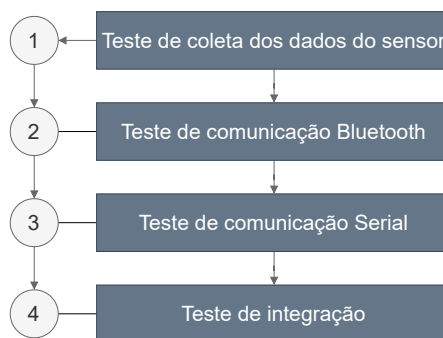 1
Teste de coleta dos dados do sensor
2
Teste de comunicação Bluetooth
3
Teste de comunicação Serial
4
Teste de integração